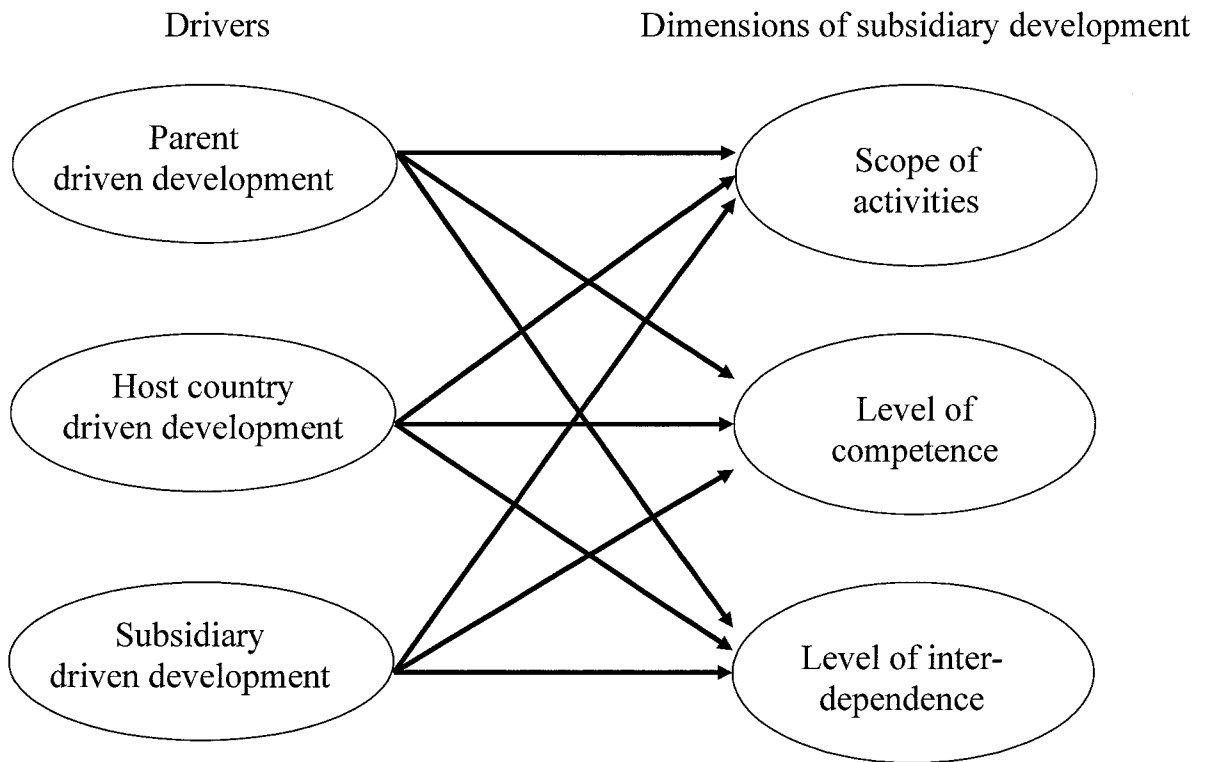 Drivers
Dimensions of subsidiary development
Parent
driven development
Scope of
activities
Host country
driven development
Level of
competence
Subsidiary
driven development
Level of inter-
dependence